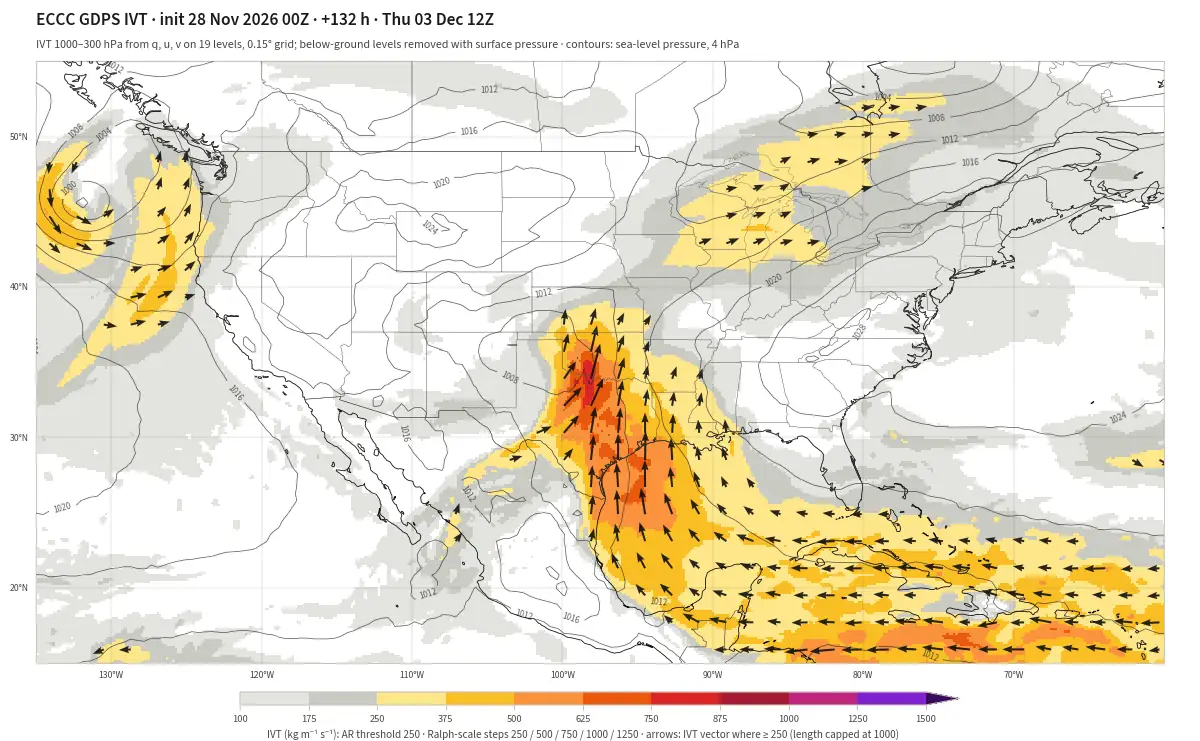 ECCC GDPS IVT · init 28 Nov 2026 00Z · +132 h · Thu 03 Dec 12Z
IVT 1000–300 hPa from q, u, v on 19 levels, 0.15° grid; below-ground levels removed with surface pressure · contours: sea-level pressure, 4 hPa
1012
1012
1004
1008
1008
1004
1016
1012
1016
1020
1000
1024
1020
1012
1028
1008
1016
1016
1024
1012
1020
1012
1012
1012
1016
1012
50°N
40°N
30°N
20°N
130°W
120°W
110°W
100°W
90°W
80°W
70°W
100
175
250
375
500
625
750
875
1000
1250
1500
IVT (kg m⁻¹ s⁻¹): AR threshold 250 · Ralph-scale steps 250 / 500 / 750 / 1000 / 1250 · arrows: IVT vector where ≥ 250 (length capped at 1000)